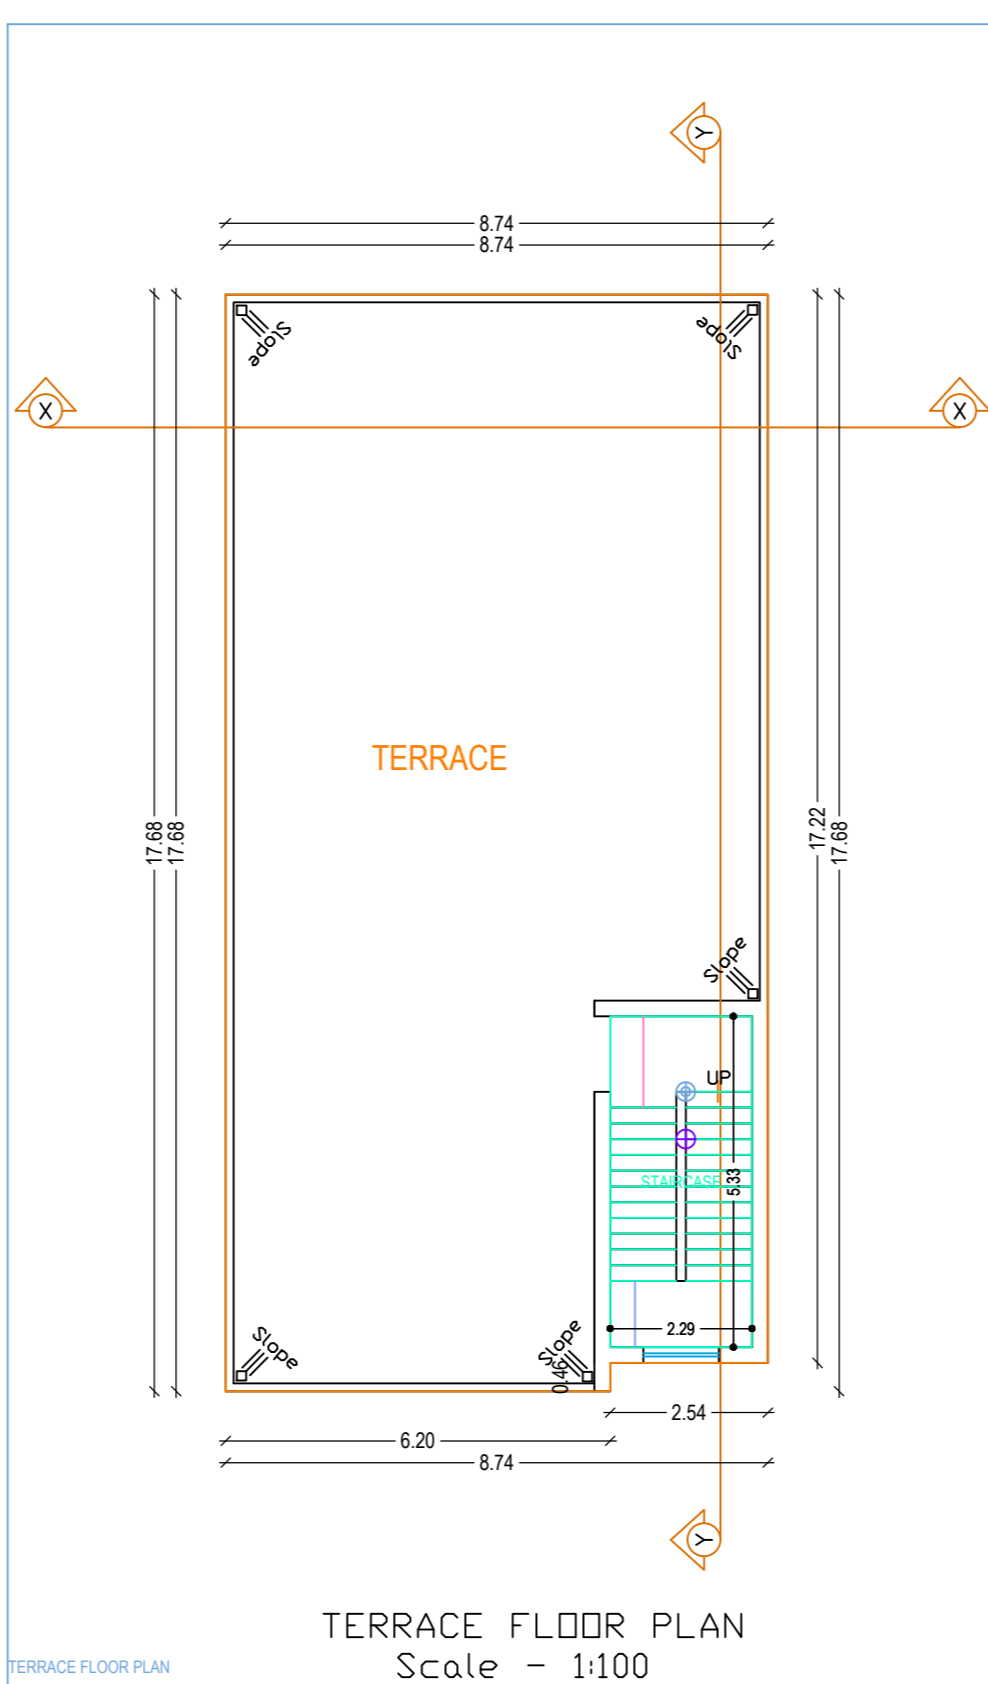 Y
8.74
8.74
Slope
Slope
X
X
TERRACE
17.68
17.68
17.22
17.68
Slope
UP
STAIRCASE
5.33
2.29
Slope
Slope
0.46
2.54
6.20
8.74
Y
TERRACE FLOOR PLAN
Scale - 1:100
TERRACE FLOOR PLAN